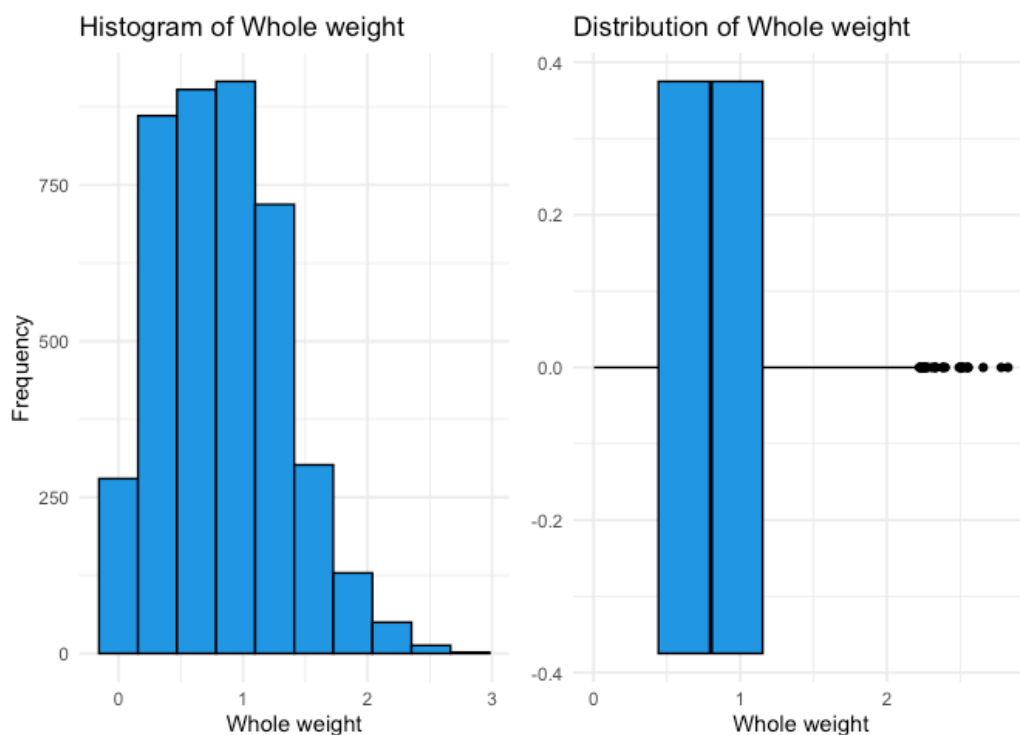 Histogram of Whole weight
Frequency
750
500
250
0
0 1 2 3
Whole weight
Distribution of Whole weight
0.4
0.2
0.0
-0.2
-0.4
0 1 2
Whole weight